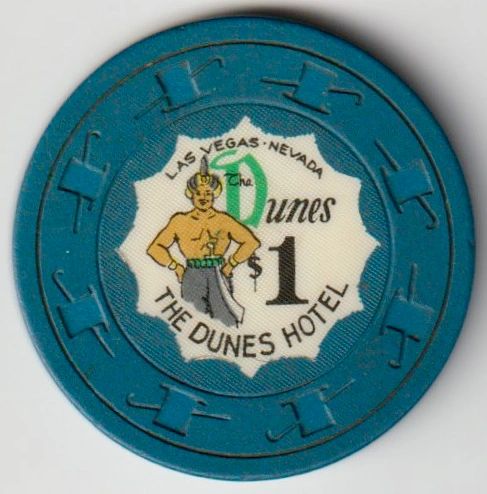 LAS VEGAS · NEVADA
The
Dunes
$1
THE DUNES HOTEL